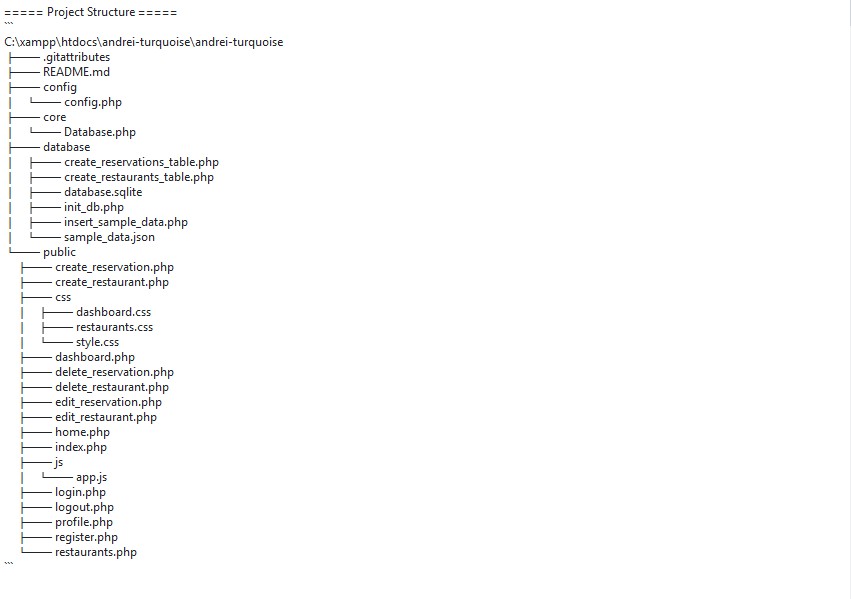 ===== Project Structure =====
```
C:\xampp\htdocs\andrei-turquoise\andrei-turquoise
├── .gitattributes
├── README.md
├── config
│   └── config.php
├── core
│   └── Database.php
├── database
│   ├── create_reservations_table.php
│   ├── create_restaurants_table.php
│   ├── database.sqlite
│   ├── init_db.php
│   ├── insert_sample_data.php
│   └── sample_data.json
└── public
    ├── create_reservation.php
    ├── create_restaurant.php
    ├── css
    │   ├── dashboard.css
    │   ├── restaurants.css
    │   └── style.css
    ├── dashboard.php
    ├── delete_reservation.php
    ├── delete_restaurant.php
    ├── edit_reservation.php
    ├── edit_restaurant.php
    ├── home.php
    ├── index.php
    ├── js
    │   └── app.js
    ├── login.php
    ├── logout.php
    ├── profile.php
    ├── register.php
    └── restaurants.php
```